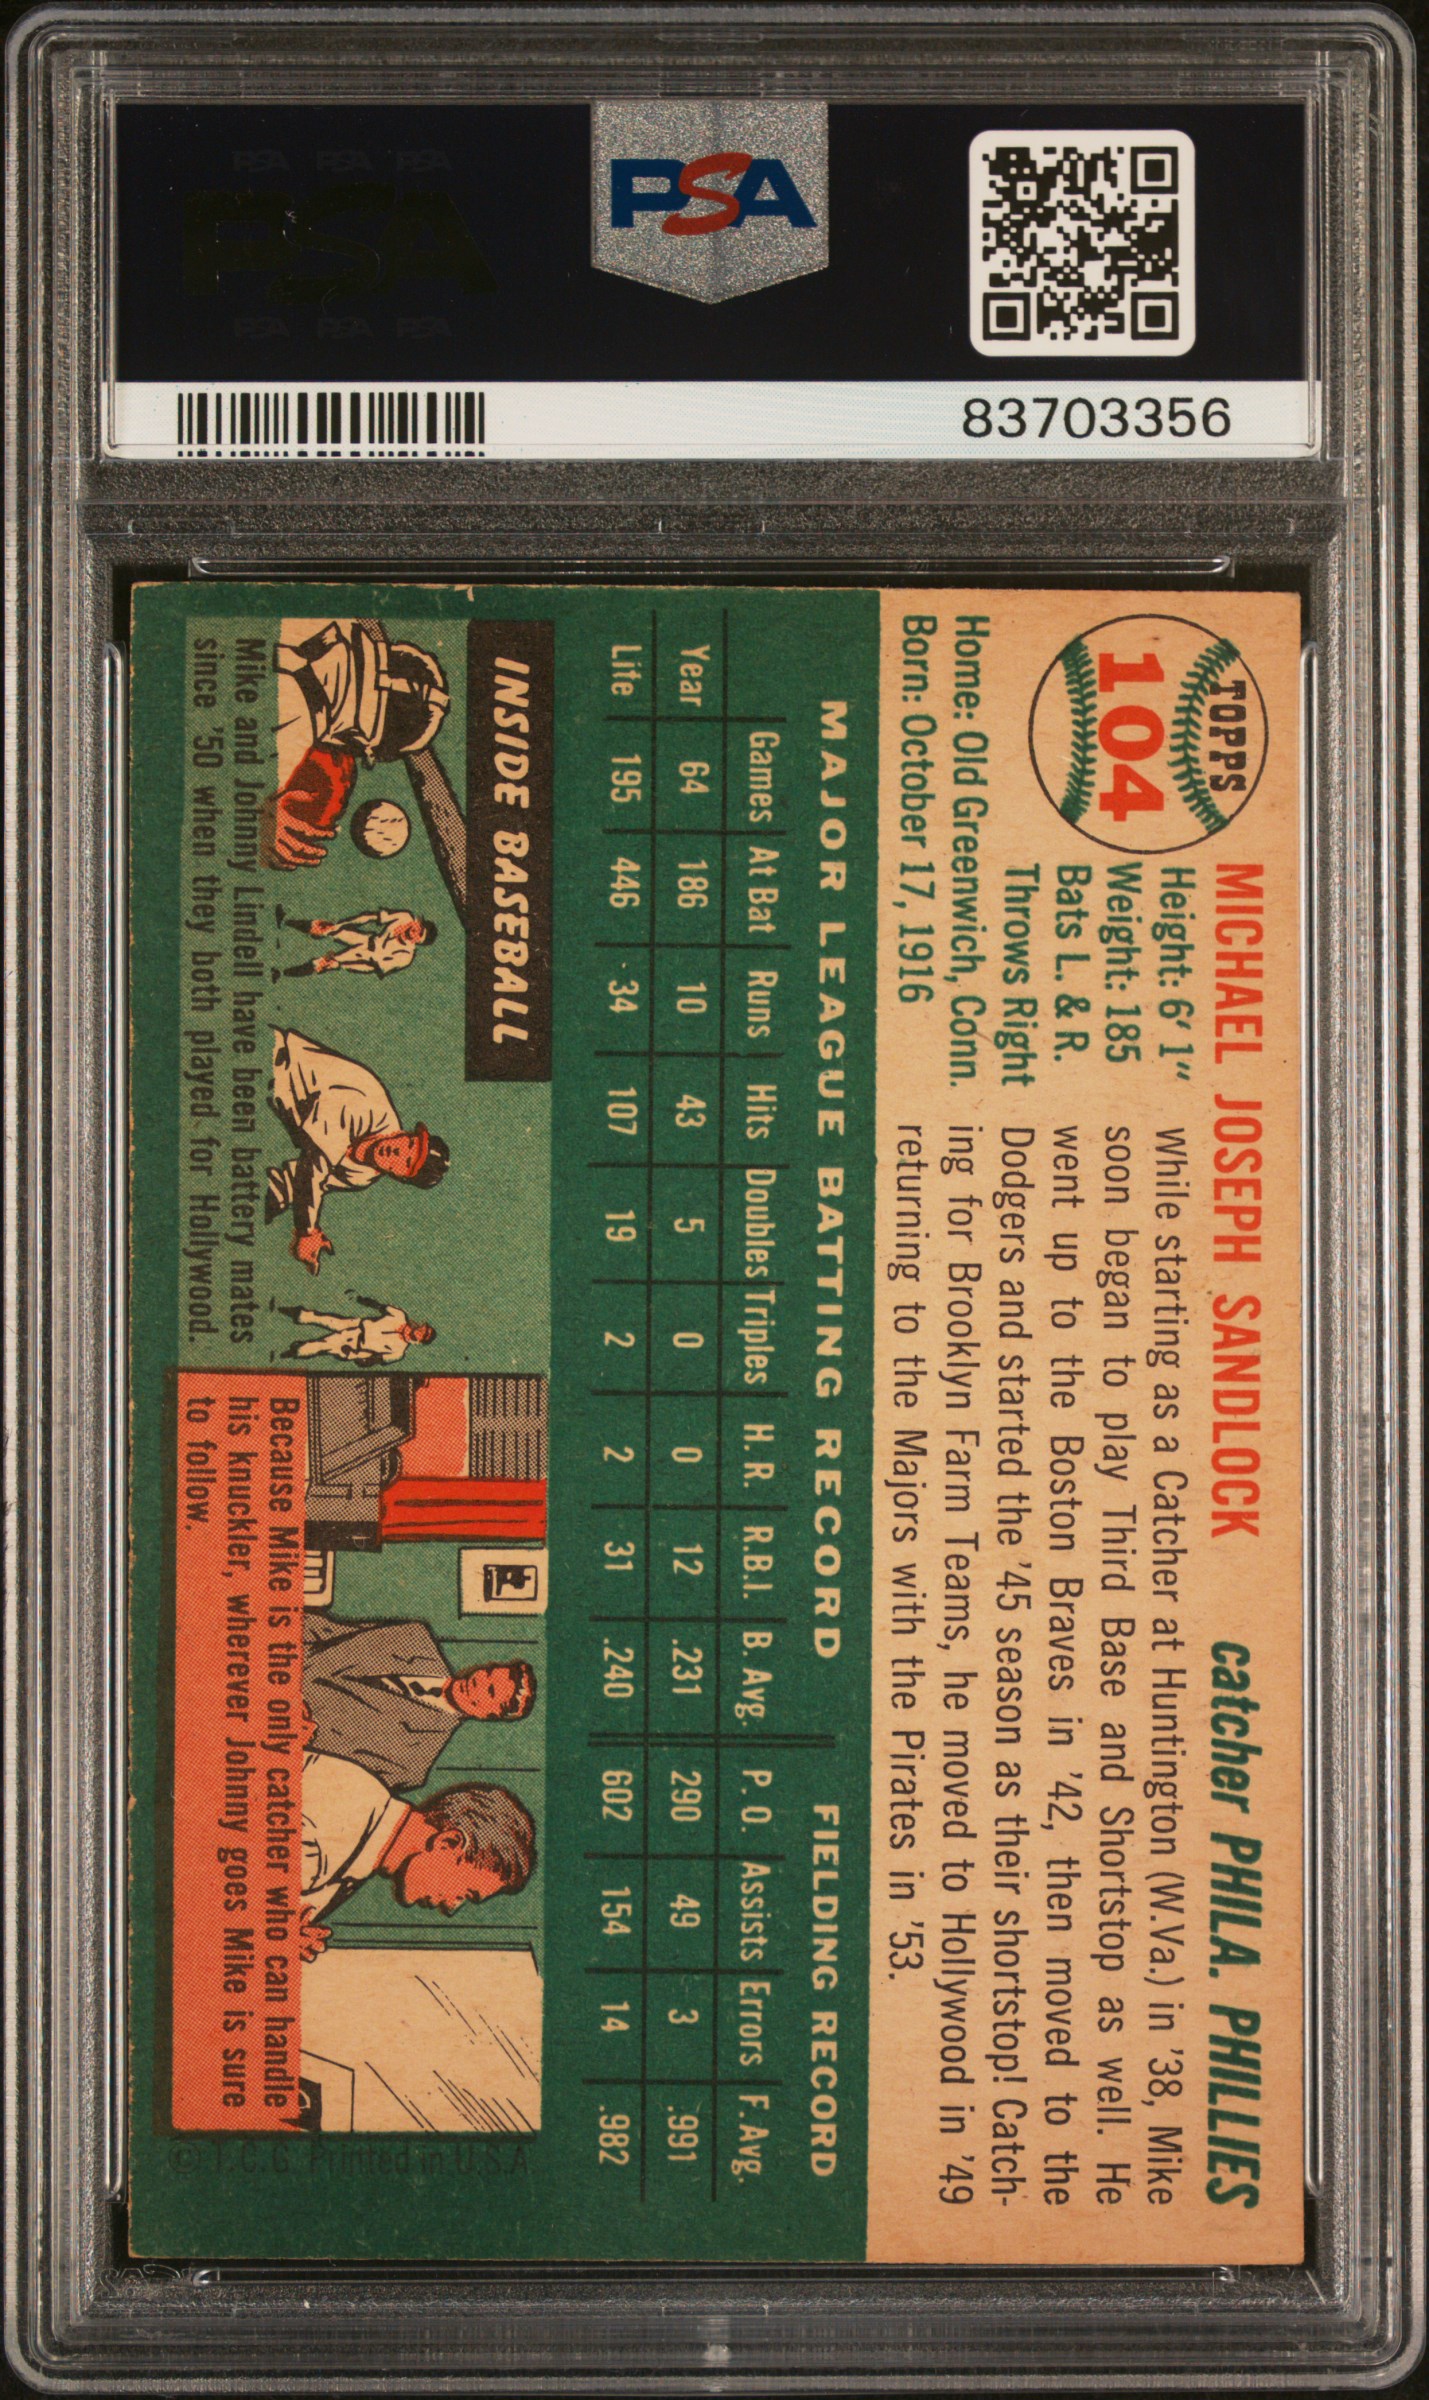 PSA
83703356
TOPPS
104
MICHAEL JOSEPH SANDLOCK
catcher PHILA. PHILLIES
Height: 6' 1"
Weight: 185
Bats L. & R.
Throws Right
Home: Old Greenwich, Conn.
Born: October 17, 1916
While starting as a Catcher at Huntington (W.Va.) in '38, Mike
soon began to play Third Base and Shortstop as well. He
went up to the Boston Braves in '42, then moved to the
Dodgers and started the '45 season as their shortstop! Catch-
ing for Brooklyn Farm Teams, he moved to Hollywood in '49
returning to the Majors with the Pirates in '53.
MAJOR LEAGUE BATTING RECORD FIELDING RECORD
Games At Bat Runs Hits Doubles Triples H. R. R.B.I. B. Avg. P. O. Assists Errors F. Avg.
Year 64 186 10 43 5 0 0 12 .231 290 49 3 .991
Life 195 446 34 107 19 2 2 31 .240 602 154 14 .982
INSIDE BASEBALL
Mike and Johnny Lindell have been battery mates
since '50 when they both played for Hollywood.
Because Mike is the only catcher who can handle
his knuckler, wherever Johnny goes Mike is sure
to follow.
© T.C.G. Printed in U.S.A